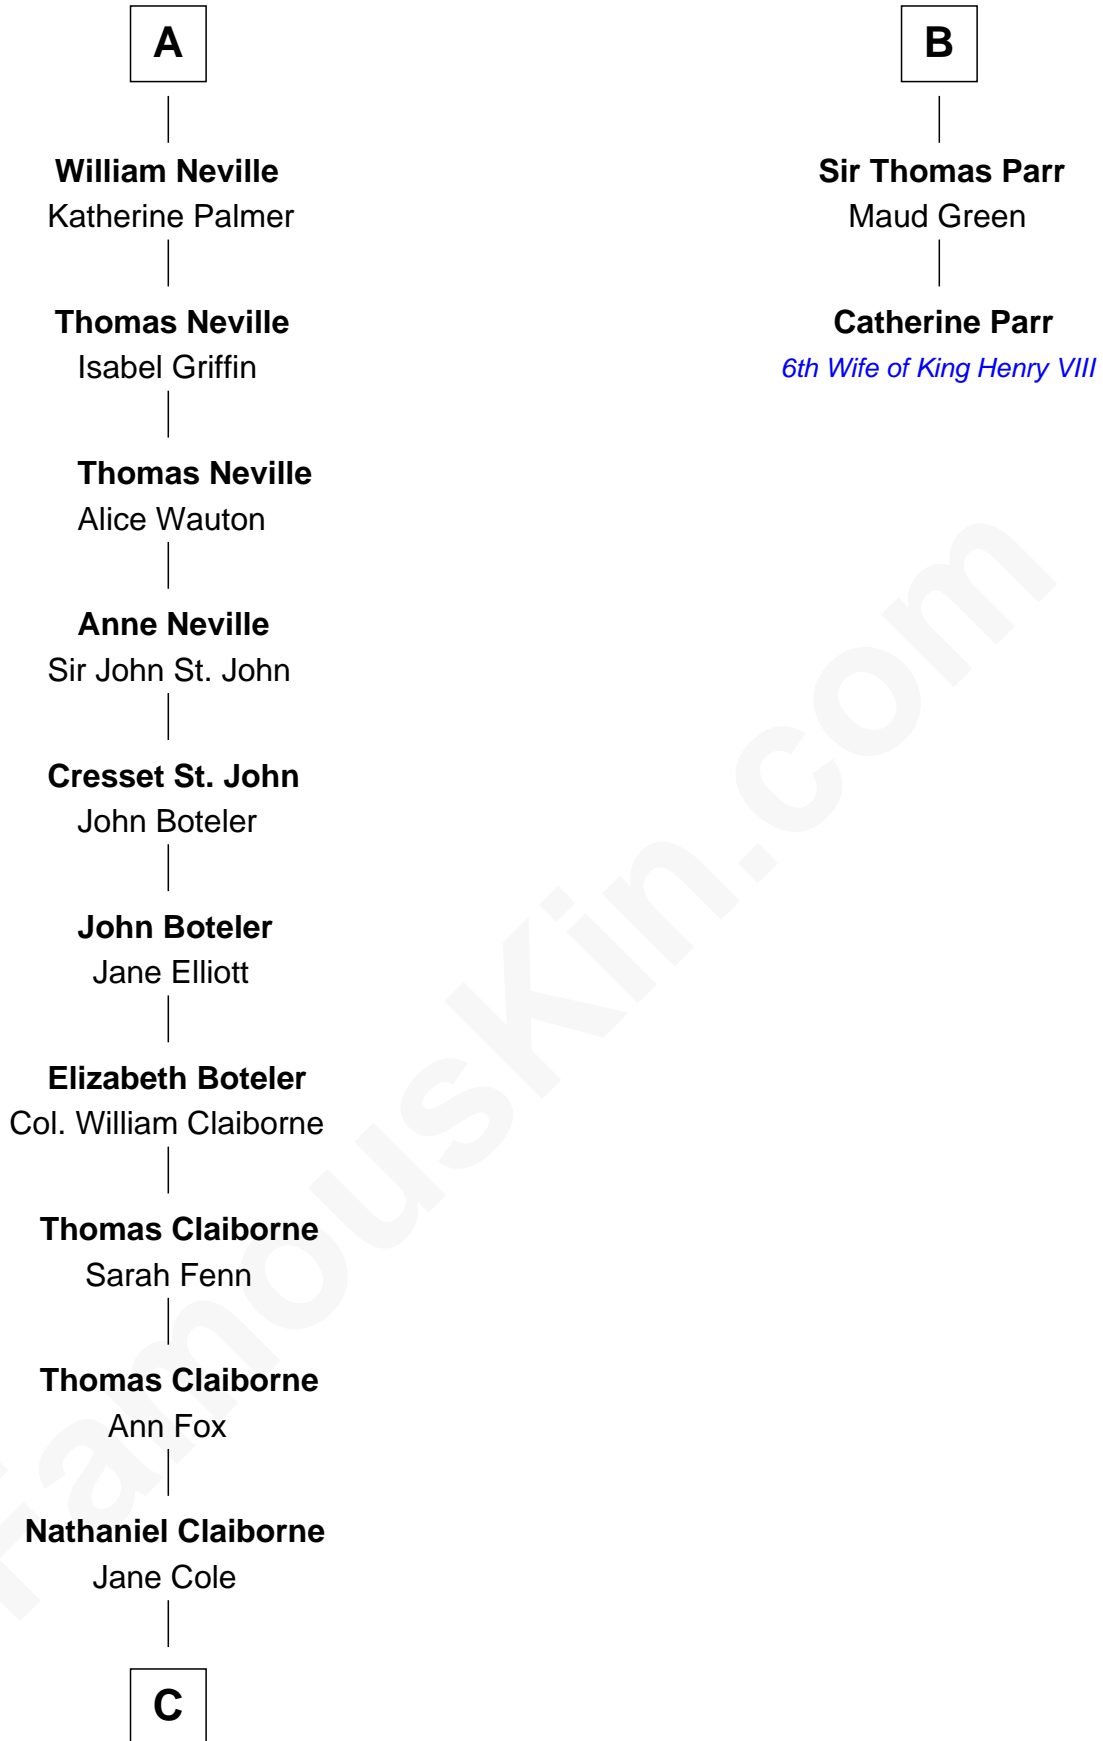 A
William Neville
Katherine Palmer
Thomas Neville
Isabel Griffin
Thomas Neville
Alice Wauton
Anne Neville
Sir John St. John
Cresset St. John
John Boteler
John Boteler
Jane Elliott
Elizabeth Boteler
Col. William Claiborne
Thomas Claiborne
Sarah Fenn
Thomas Claiborne
Ann Fox
Nathaniel Claiborne
Jane Cole
C
B
Sir Thomas Parr
Maud Green
Catherine Parr
6th Wife of King Henry VIII
FamousKin.com